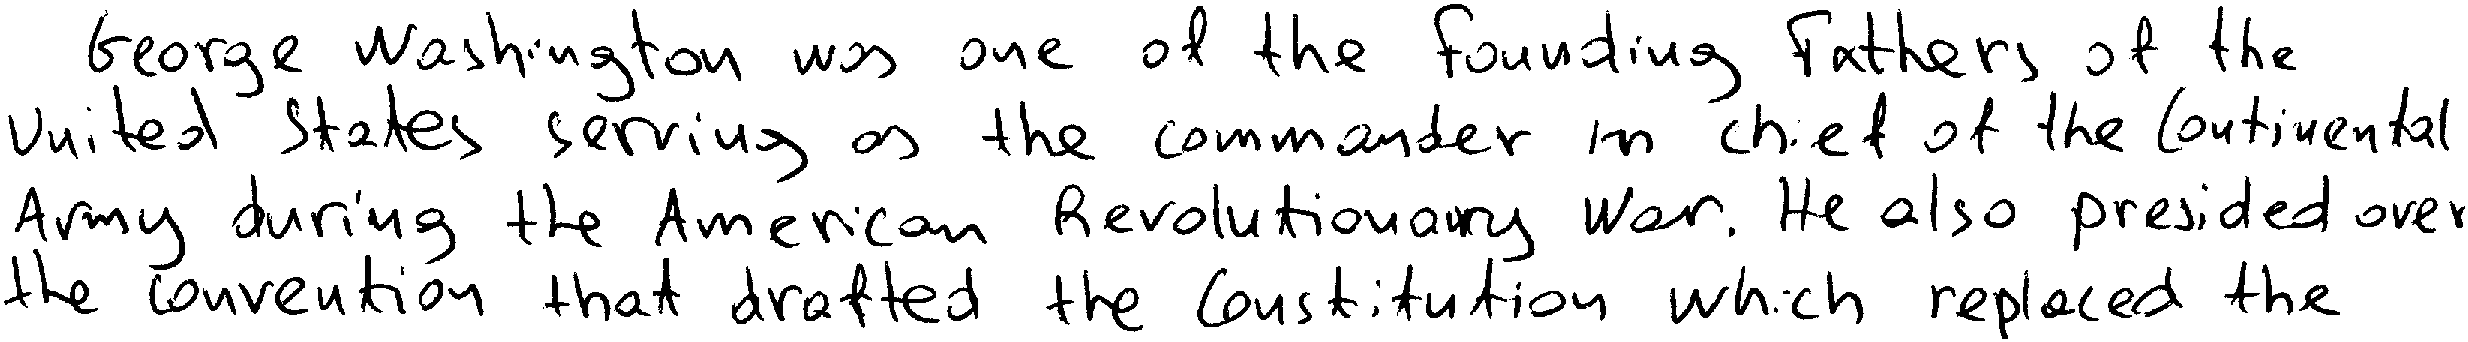 George Washington was one of the Founding Fathers of the
United States serving as the commander in chief of the Continental
Army during the American Revolutionary War. He also presided over
the convention that drafted the Constitution which replaced the